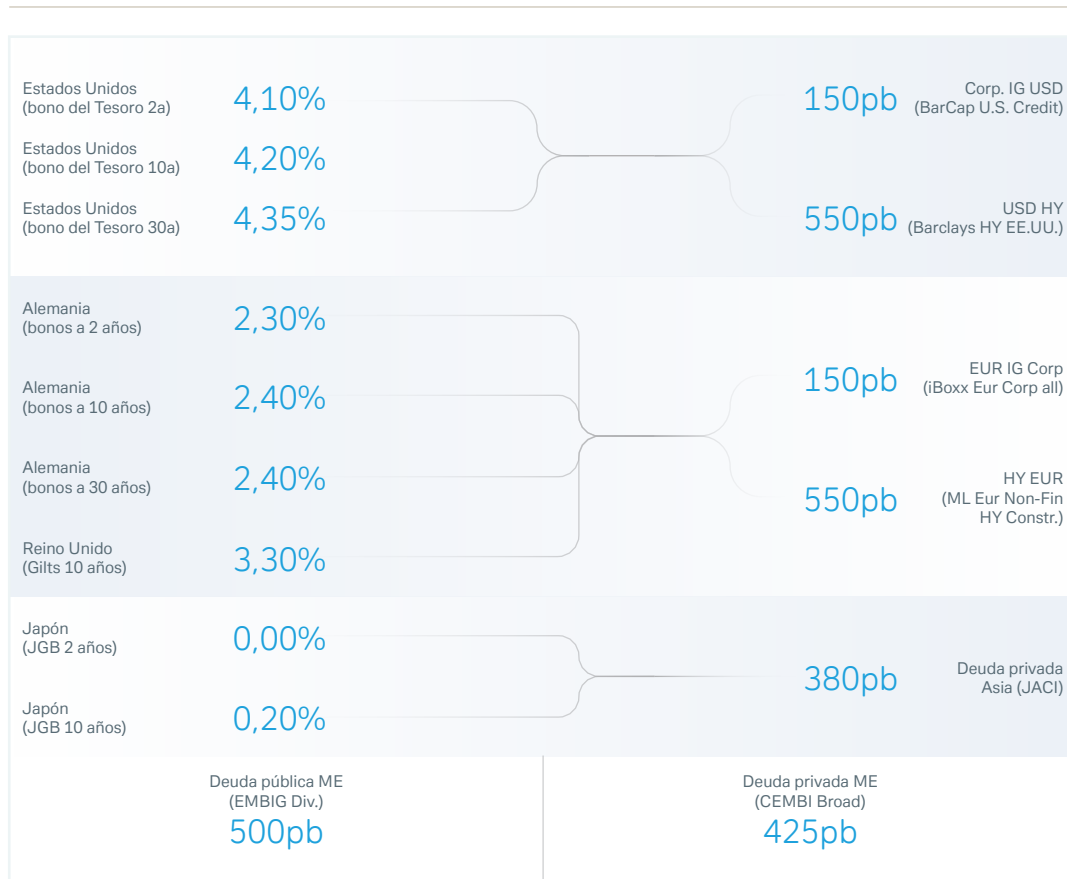 Estados Unidos
(bono del Tesoro 2a)
4,10%
Estados Unidos
(bono del Tesoro 10a)
4,20%
Estados Unidos
(bono del Tesoro 30a)
4,35%
150pb
Corp. IG USD
(BarCap U.S. Credit)
550pb
USD HY
(Barclays HY EE.UU.)
Alemania
(bonos a 2 años)
2,30%
Alemania
(bonos a 10 años)
2,40%
Alemania
(bonos a 30 años)
2,40%
Reino Unido
(Gilts 10 años)
3,30%
150pb
EUR IG Corp
(iBoxx Eur Corp all)
550pb
HY EUR
(ML Eur Non-Fin
HY Constr.)
Japón
(JGB 2 años)
0,00%
Japón
(JGB 10 años)
0,20%
380pb
Deuda privada
Asia (JACI)
Deuda pública ME
(EMBIG Div.)
500pb
Deuda privada ME
(CEMBI Broad)
425pb